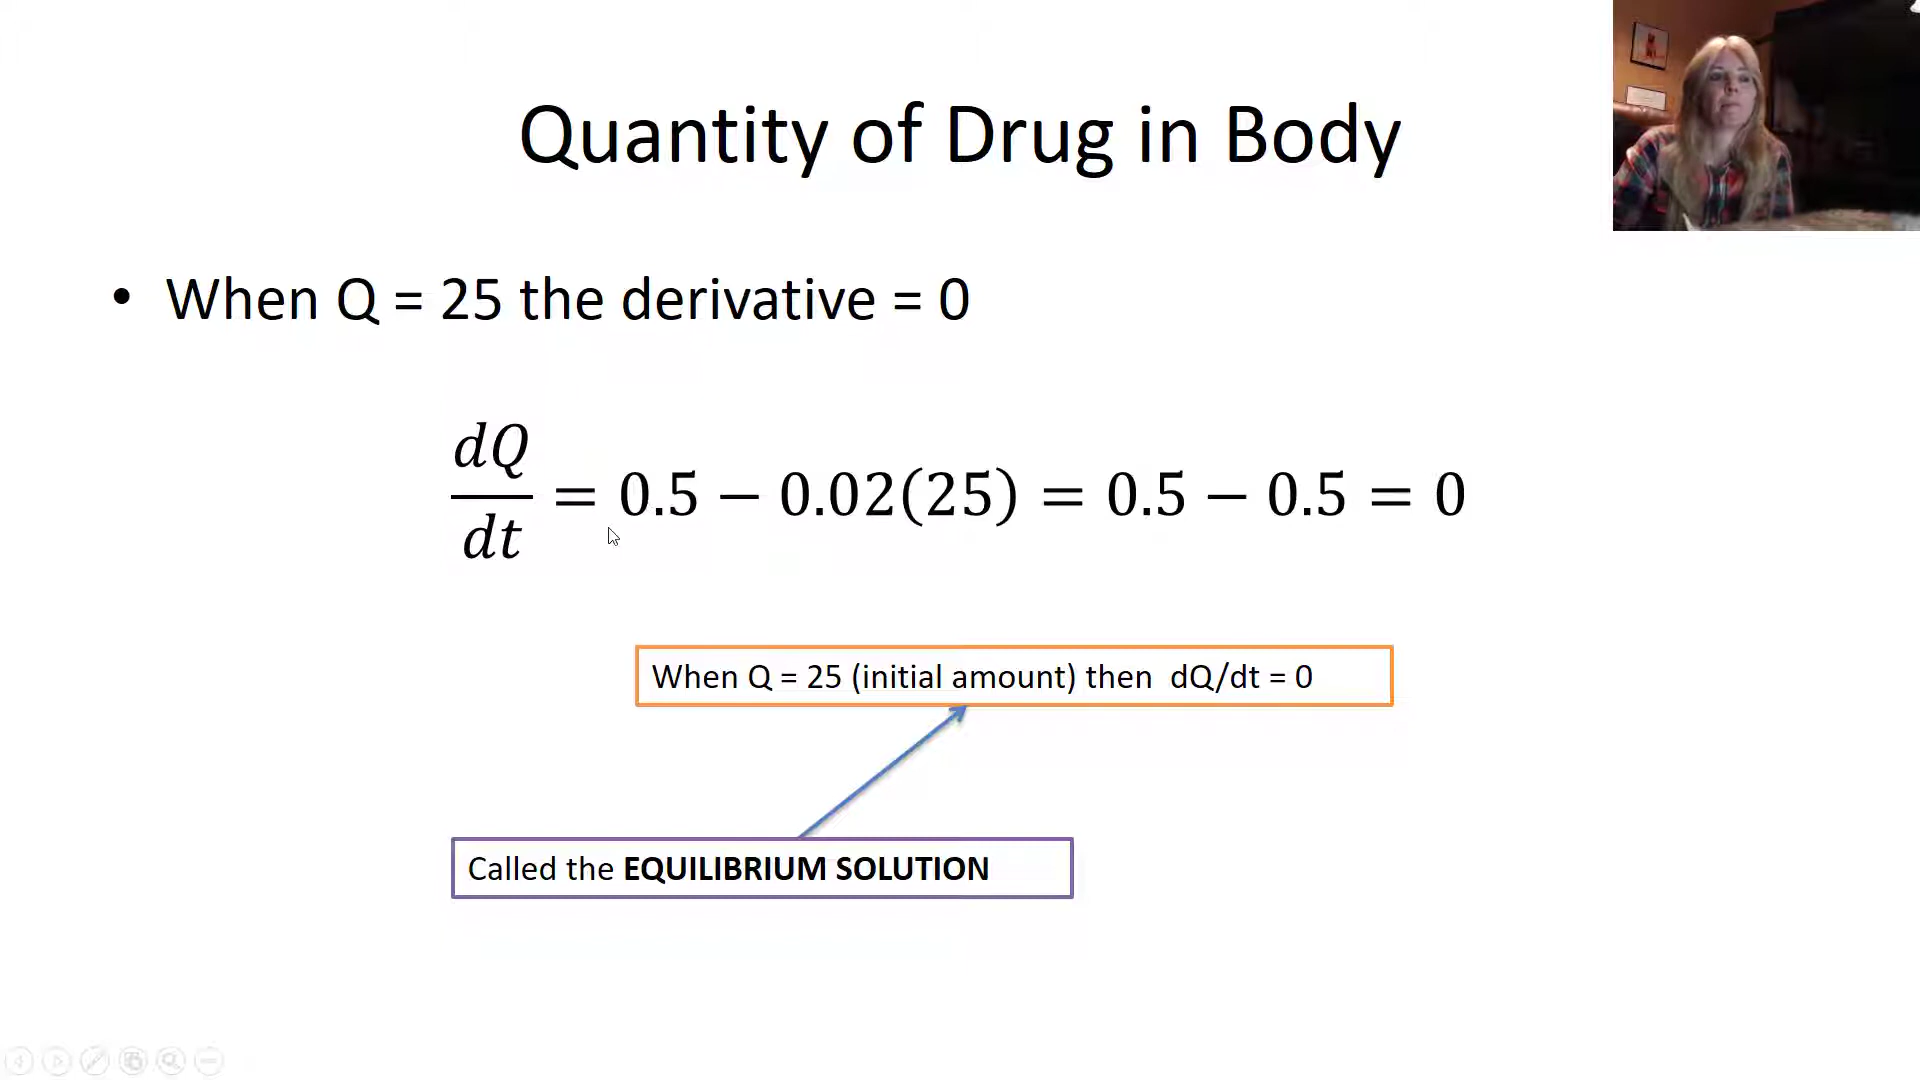 Quantity of Drug in Body
• When Q = 25 the derivative = 0
dQ/dt = 0.5 − 0.02(25) = 0.5 − 0.5 = 0
When Q = 25 (initial amount) then dQ/dt = 0
Called the EQUILIBRIUM SOLUTION